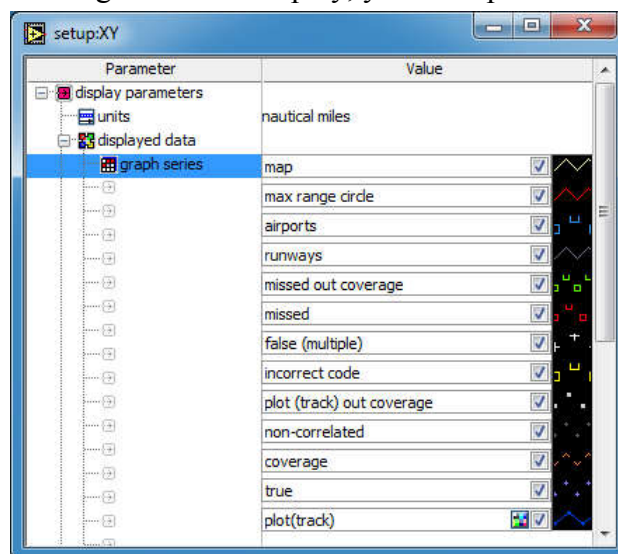 setup:XY
Parameter Value
display parameters
units nautical miles
displayed data
graph series map
max range circle
airports
runways
missed out coverage
missed
false (multiple)
incorrect code
plot (track) out coverage
non-correlated
coverage
true
plot(track)